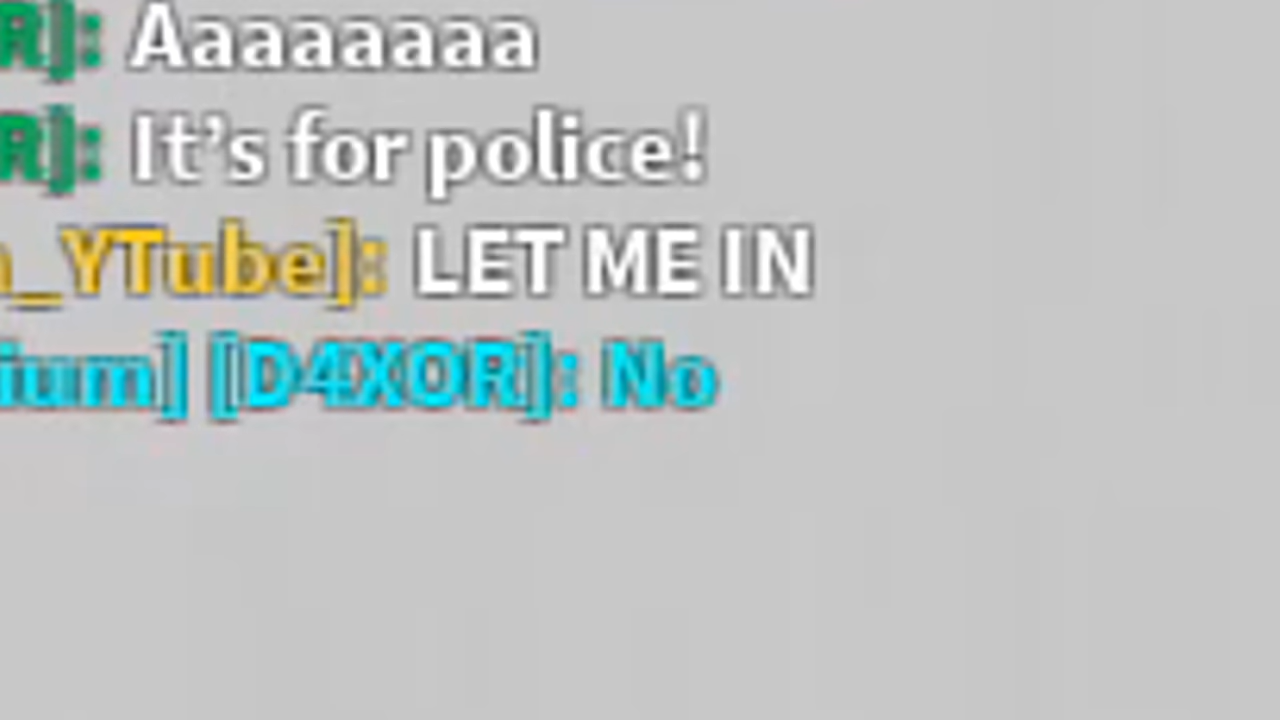 R]: Aaaaaaaa
R]: It's for police!
_YTube]: LET ME IN
ium] [D4XOR]: No